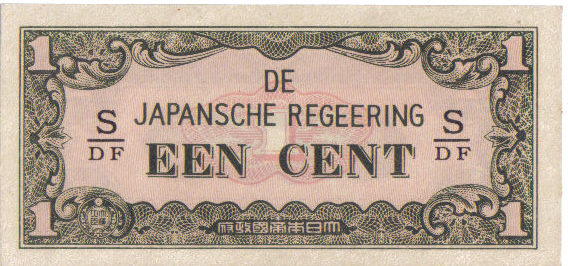 1 1
DE
JAPANSCHE REGEERING
S/DF EEN CENT S/DF
1 大日本帝國政府 1